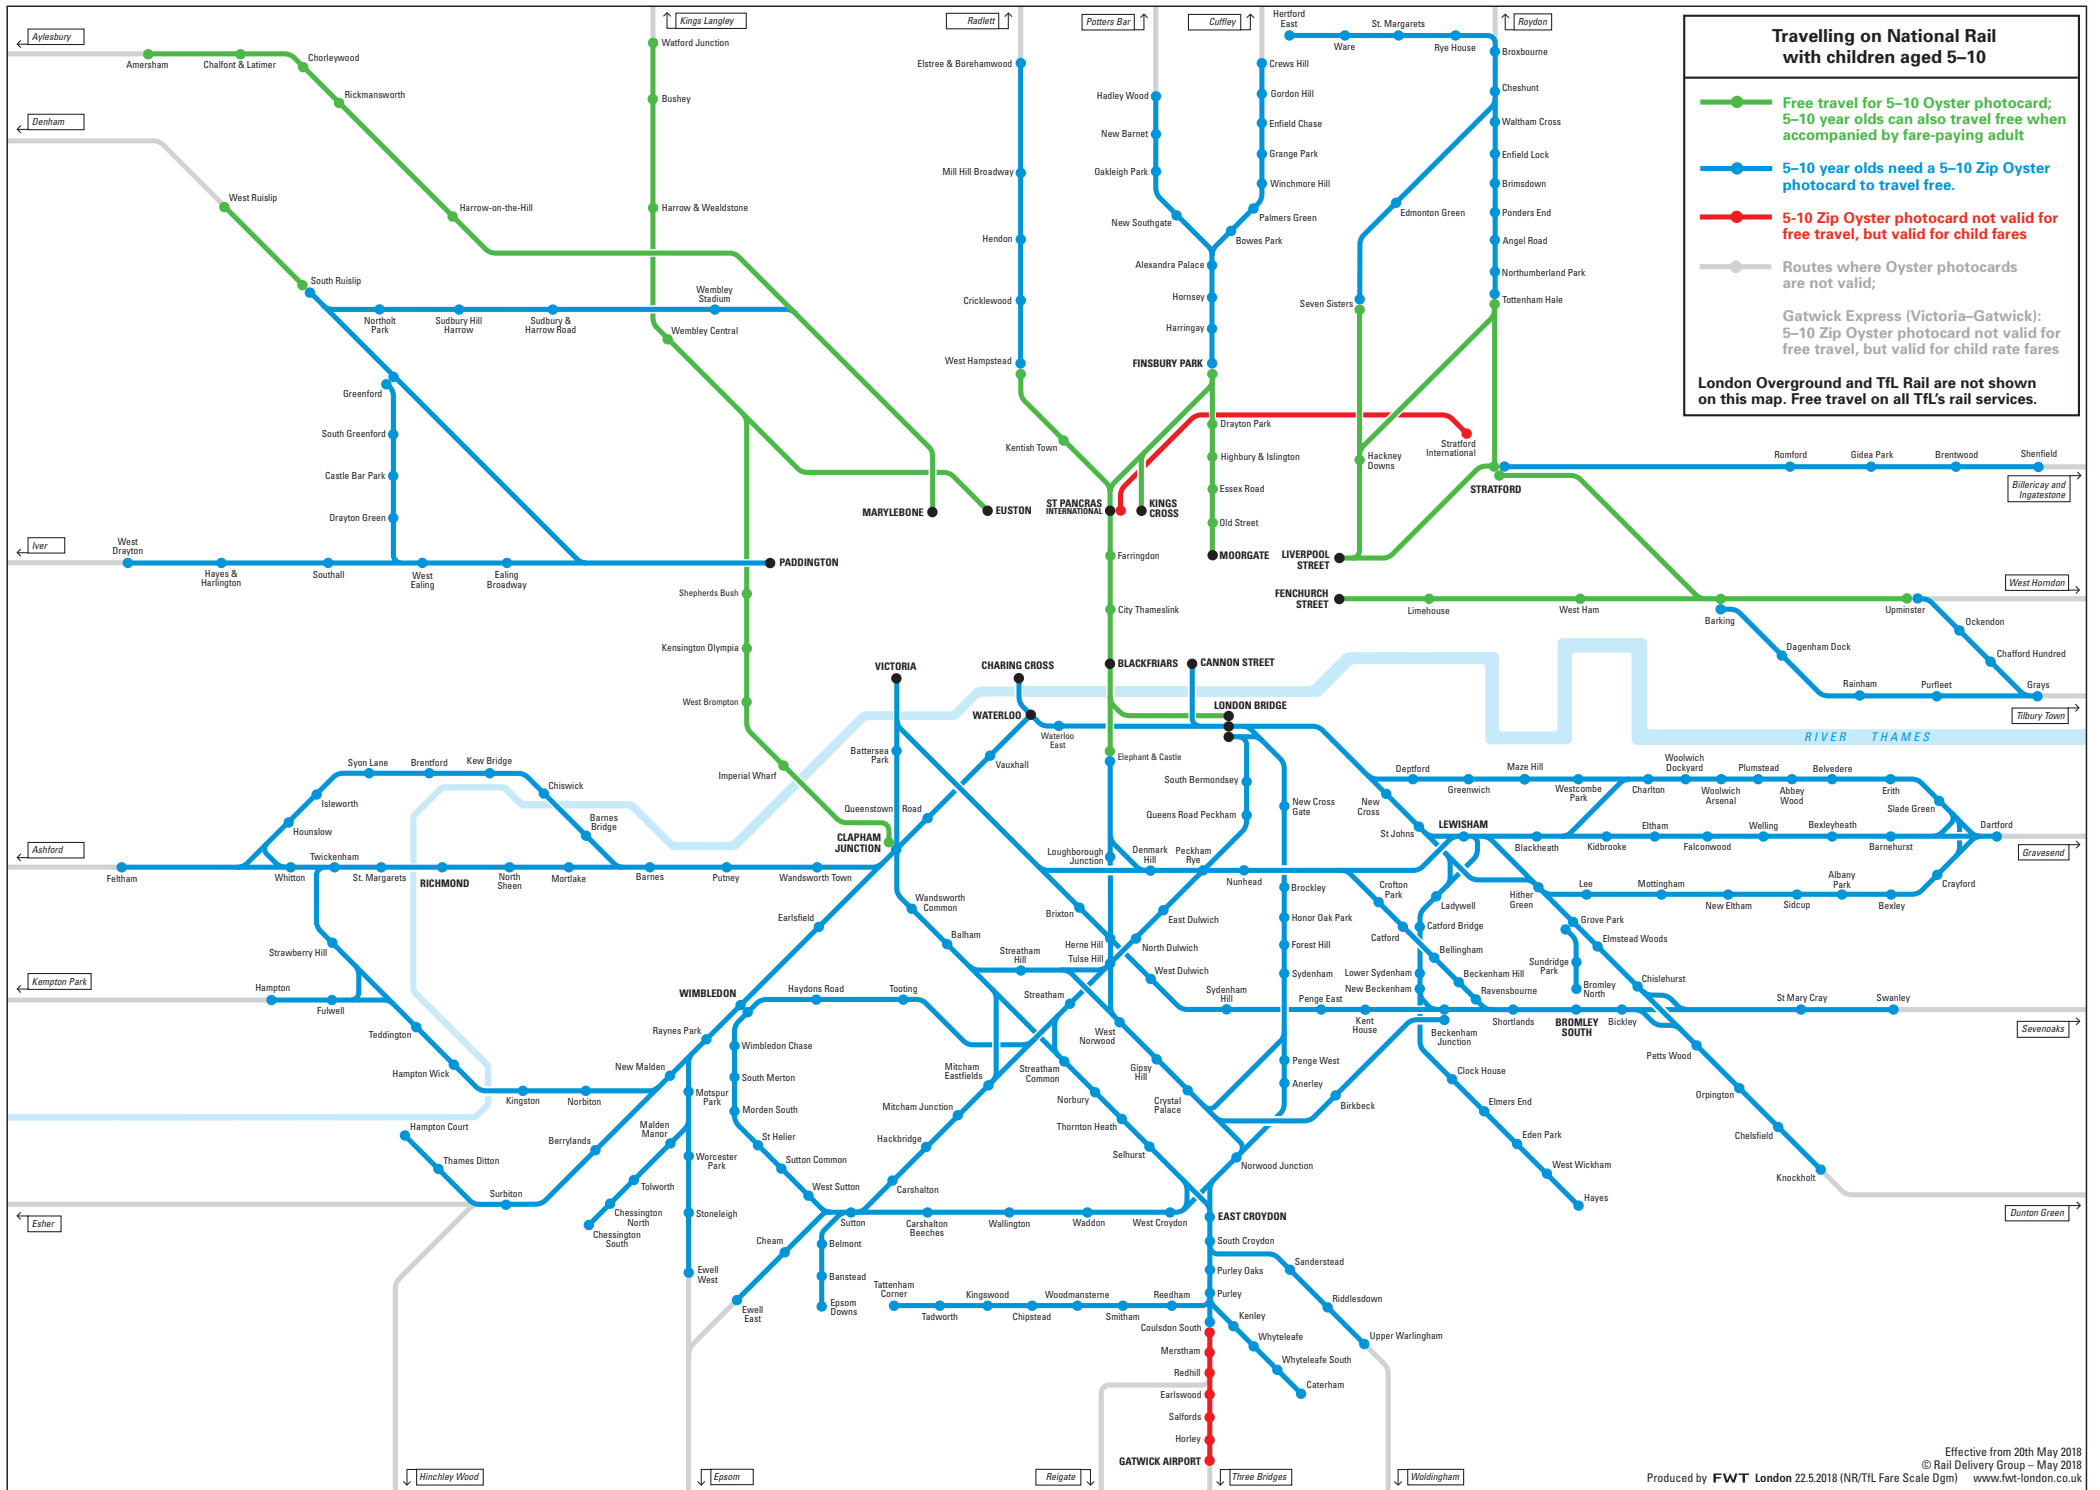 Aylesbury
Kings Langley
Radlett
Potters Bar
Cuffley
Hertford
East
St. Margarets
Roydon
Ware
Rye House
Broxbourne
Amersham
Chalfont & Latimer
Chorleywood
Rickmansworth
Watford Junction
Bushey
Elstree & Borehamwood
Hadley Wood
New Barnet
Oakleigh Park
New Southgate
Crews Hill
Gordon Hill
Enfield Chase
Grange Park
Winchmore Hill
Palmers Green
Bowes Park
Cheshunt
Waltham Cross
Enfield Lock
Brimsdown
Ponders End
Angel Road
Northumberland Park
Tottenham Hale
Edmonton Green
Seven Sisters
Travelling on National Rail
with children aged 5–10
Free travel for 5–10 Oyster photocard;
5–10 year olds can also travel free when
accompanied by fare-paying adult
5–10 year olds need a 5–10 Zip Oyster
photocard to travel free.
5-10 Zip Oyster photocard not valid for
free travel, but valid for child fares
Routes where Oyster photocards
are not valid;
Gatwick Express (Victoria–Gatwick):
5–10 Zip Oyster photocard not valid for
free travel, but valid for child rate fares
London Overground and TfL Rail are not shown
on this map. Free travel on all TfL's rail services.
Denham
West Ruislip
Harrow-on-the-Hill
Harrow & Wealdstone
Mill Hill Broadway
Hendon
Cricklewood
West Hampstead
Kentish Town
South Ruislip
Northolt
Park
Sudbury Hill
Harrow
Sudbury &
Harrow Road
Wembley
Stadium
Wembley Central
Alexandra Palace
Hornsey
Harringay
FINSBURY PARK
Drayton Park
Highbury & Islington
Essex Road
Old Street
MOORGATE
Greenford
South Greenford
Castle Bar Park
Drayton Green
MARYLEBONE
EUSTON
ST PANCRAS
INTERNATIONAL
KINGS
CROSS
Hackney
Downs
Stratford
International
STRATFORD
Romford
Gidea Park
Brentwood
Shenfield
Billericay and
Ingatestone
Iver
West
Drayton
Hayes &
Harlington
Southall
West
Ealing
Ealing
Broadway
PADDINGTON
Farringdon
LIVERPOOL
STREET
FENCHURCH
STREET
Limehouse
West Ham
Barking
Upminster
West Horndon
Ockendon
Chafford Hundred
Dagenham Dock
Rainham
Purfleet
Grays
Tilbury Town
RIVER THAMES
Shepherds Bush
Kensington Olympia
West Brompton
Imperial Wharf
City Thameslink
VICTORIA
CHARING CROSS
BLACKFRIARS
CANNON STREET
WATERLOO
LONDON BRIDGE
Waterloo
East
Battersea
Park
Vauxhall
Elephant & Castle
Queenstown Road
CLAPHAM
JUNCTION
South Bermondsey
Queens Road Peckham
New Cross
Gate
New
Cross
St Johns
LEWISHAM
Deptford
Greenwich
Maze Hill
Westcombe
Park
Charlton
Woolwich
Dockyard
Woolwich
Arsenal
Plumstead
Abbey
Wood
Belvedere
Erith
Slade Green
Dartford
Gravesend
Blackheath
Kidbrooke
Eltham
Falconwood
Welling
Bexleyheath
Barnehurst
Crayford
Syon Lane
Brentford
Kew Bridge
Isleworth
Hounslow
Chiswick
Barnes
Bridge
Ashford
Feltham
Whitton
Twickenham
St. Margarets
RICHMOND
North
Sheen
Mortlake
Barnes
Putney
Wandsworth Town
Loughborough
Junction
Denmark
Hill
Peckham
Rye
Nunhead
Brockley
Honor Oak Park
Forest Hill
Sydenham
Crofton
Park
Catford
Ladywell
Catford Bridge
Bellingham
Lower Sydenham
New Beckenham
Beckenham Hill
Ravensbourne
Hither
Green
Lee
Mottingham
New Eltham
Sidcup
Albany
Park
Bexley
Grove Park
Elmstead Woods
Sundridge
Park
Bromley
North
Chislehurst
Strawberry Hill
Kempton Park
Hampton
Fulwell
Teddington
Hampton Wick
Kingston
Norbiton
New Malden
Raynes Park
WIMBLEDON
Earlsfield
Wandsworth
Common
Balham
Streatham
Hill
Brixton
Herne Hill
Tulse Hill
East Dulwich
North Dulwich
West Dulwich
Haydons Road
Tooting
Streatham
West
Norwood
Sydenham
Hill
Penge East
Kent
House
Beckenham
Junction
Shortlands
BROMLEY
SOUTH
Bickley
St Mary Cray
Swanley
Sevenoaks
Petts Wood
Orpington
Chelsfield
Knockholt
Dunton Green
Wimbledon Chase
South Merton
Morden South
St Helier
Sutton Common
West Sutton
Motspur
Park
Malden
Manor
Worcester
Park
Tolworth
Chessington
North
Chessington
South
Stoneleigh
Ewell
West
Mitcham
Eastfields
Mitcham Junction
Hackbridge
Carshalton
Streatham
Common
Norbury
Thornton Heath
Selhurst
Gipsy
Hill
Crystal
Palace
Penge West
Anerley
Birkbeck
Norwood Junction
Clock House
Elmers End
Eden Park
West Wickham
Hayes
Hampton Court
Thames Ditton
Surbiton
Berrylands
Esher
Sutton
Carshalton
Beeches
Wallington
Waddon
West Croydon
EAST CROYDON
Cheam
Ewell
East
Belmont
Banstead
Epsom
Downs
South Croydon
Purley Oaks
Purley
Sanderstead
Riddlesdown
Upper Warlingham
Tattenham
Corner
Tadworth
Kingswood
Chipstead
Woodmansterne
Smitham
Reedham
Coulsdon South
Kenley
Whyteleafe
Whyteleafe South
Caterham
Merstham
Redhill
Earlswood
Salfords
Horley
GATWICK AIRPORT
Hinchley Wood
Epsom
Reigate
Three Bridges
Woldingham
Effective from 20th May 2018
© Rail Delivery Group – May 2018
Produced by FWT London 22.5.2018 (NR/TfL Fare Scale Dgm) www.fwt-london.co.uk